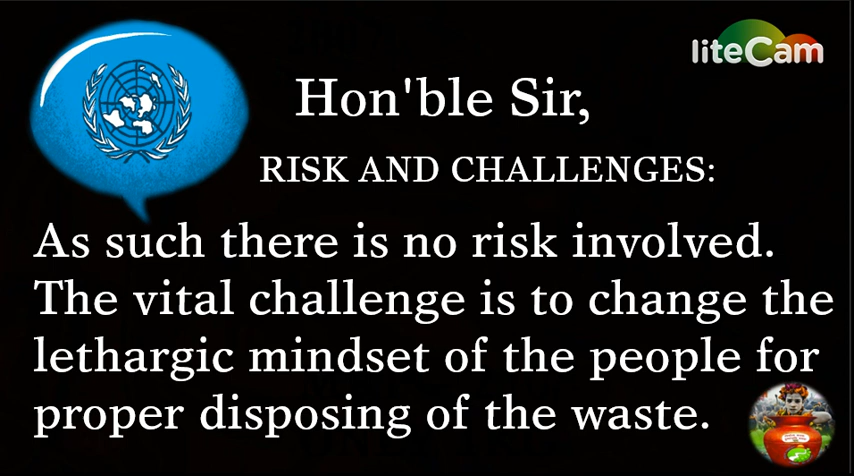 liteCam
Hon'ble Sir,
RISK AND CHALLENGES:
As such there is no risk involved.
The vital challenge is to change the
lethargic mindset of the people for
proper disposing of the waste.